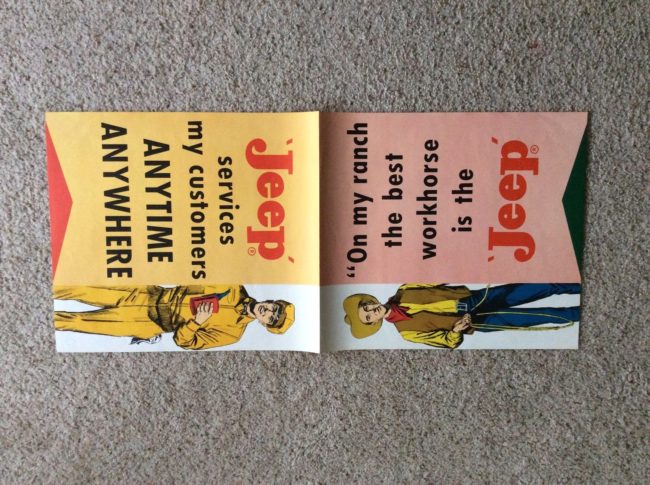 'Jeep'®
services
my customers
ANYTIME
ANYWHERE
"On my ranch
the best
workhorse
is the
'Jeep'®